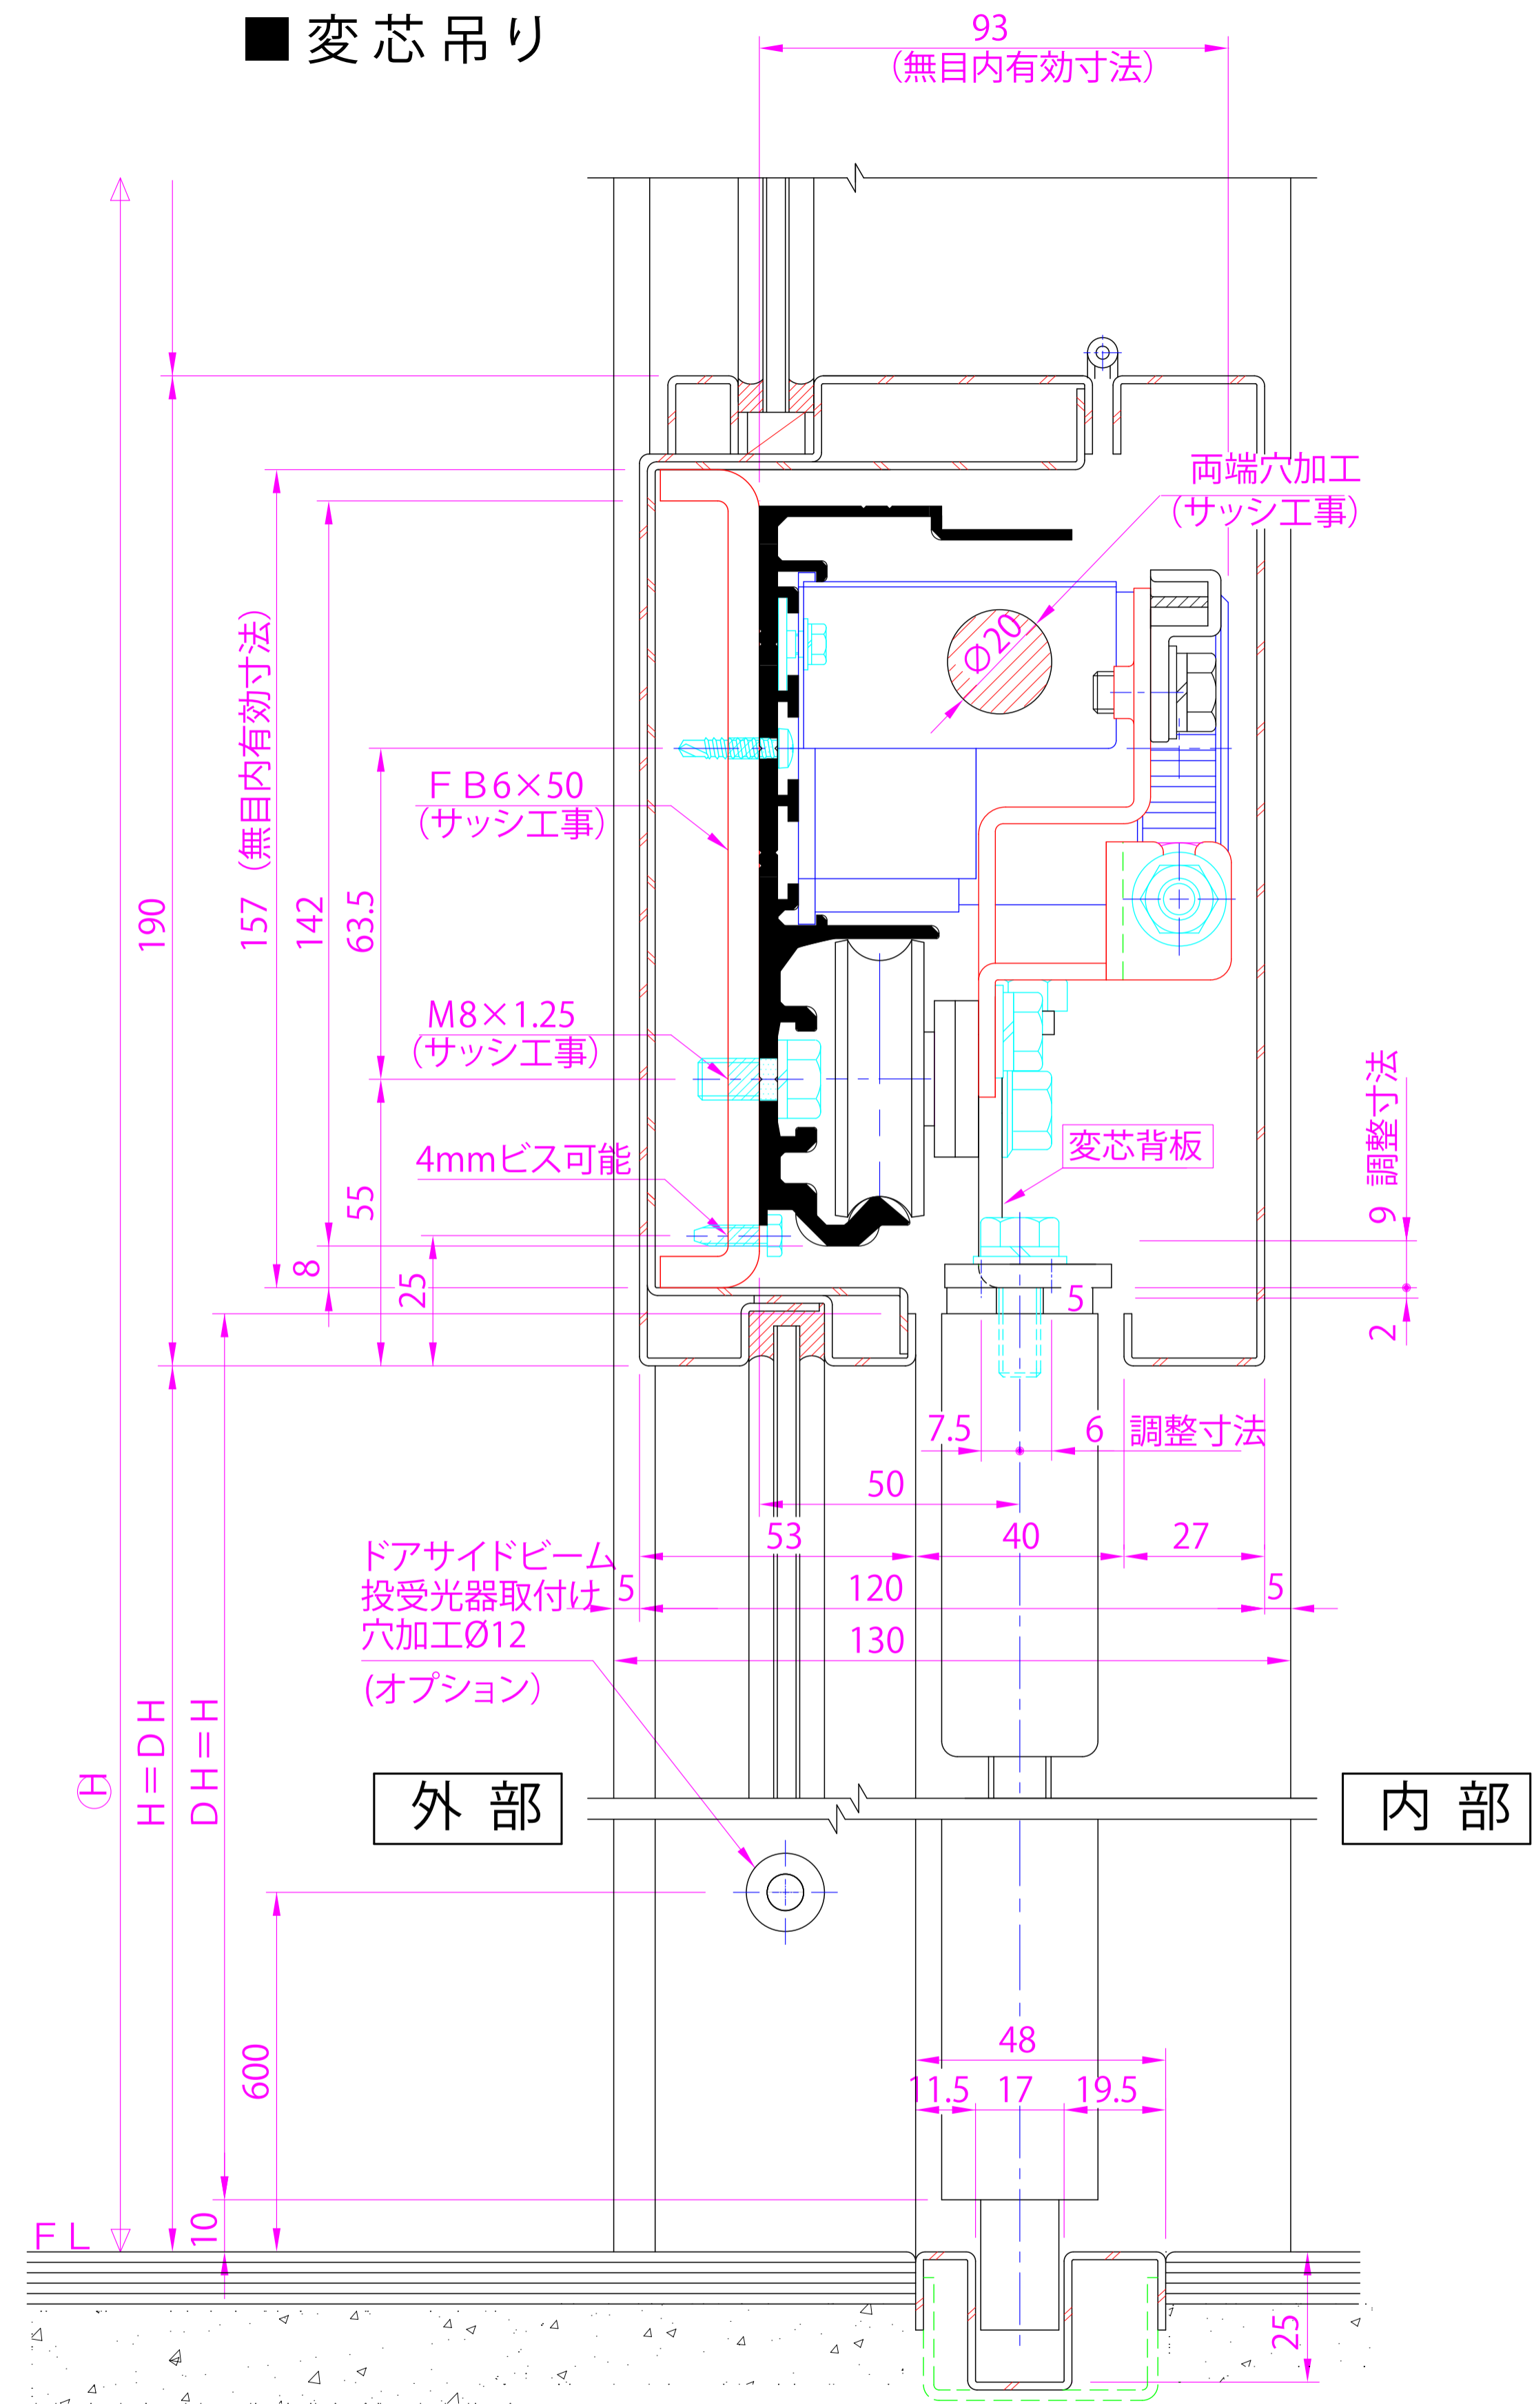 ■変芯吊り
93
（無目内有効寸法）
両端穴加工
（サッシ工事）
Φ20
157（無目内有効寸法）
ＦＢ6×50
（サッシ工事）
190
142
63.5
M8×1.25
（サッシ工事）
変芯背板
9 調整寸法
4mmビス可能
55
8
25
5
2
7.5
6 調整寸法
50
53
40
27
ドアサイドビーム
投受光器取付け
穴加工Ø12
（オプション）
5
120
5
130
Ⓗ
Ｈ＝ＤＨ
ＤＨ＝Ｈ
外部
内部
600
48
11.5
17
19.5
10
ＦＬ
25